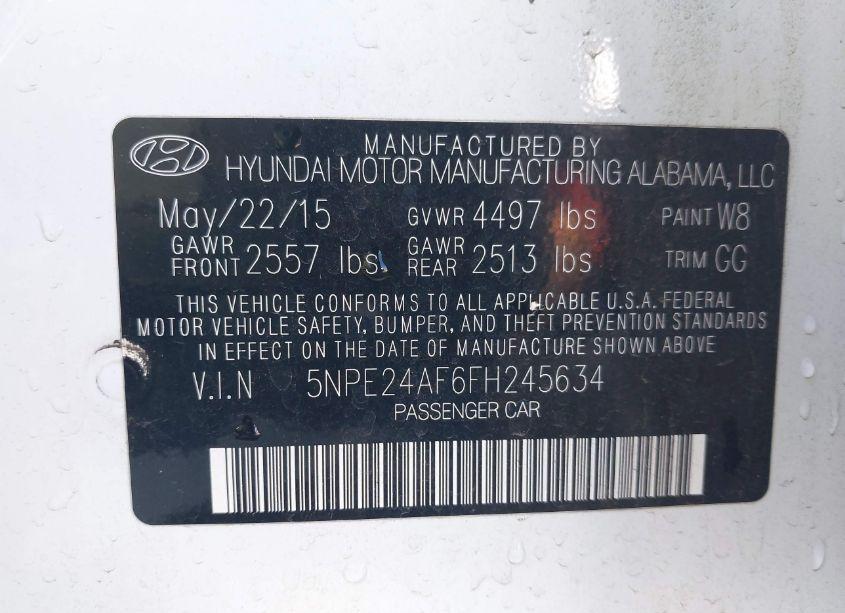 MANUFACTURED BY
HYUNDAI MOTOR MANUFACTURING ALABAMA, LLC
May/22/15 GVWR 4497 lbs PAINT W8
GAWR FRONT 2557 lbs GAWR REAR 2513 lbs TRIM GG
THIS VEHICLE CONFORMS TO ALL APPLICABLE U.S.A. FEDERAL
MOTOR VEHICLE SAFETY, BUMPER, AND THEFT PREVENTION STANDARDS
IN EFFECT ON THE DATE OF MANUFACTURE SHOWN ABOVE
V.I.N 5NPE24AF6FH245634
PASSENGER CAR